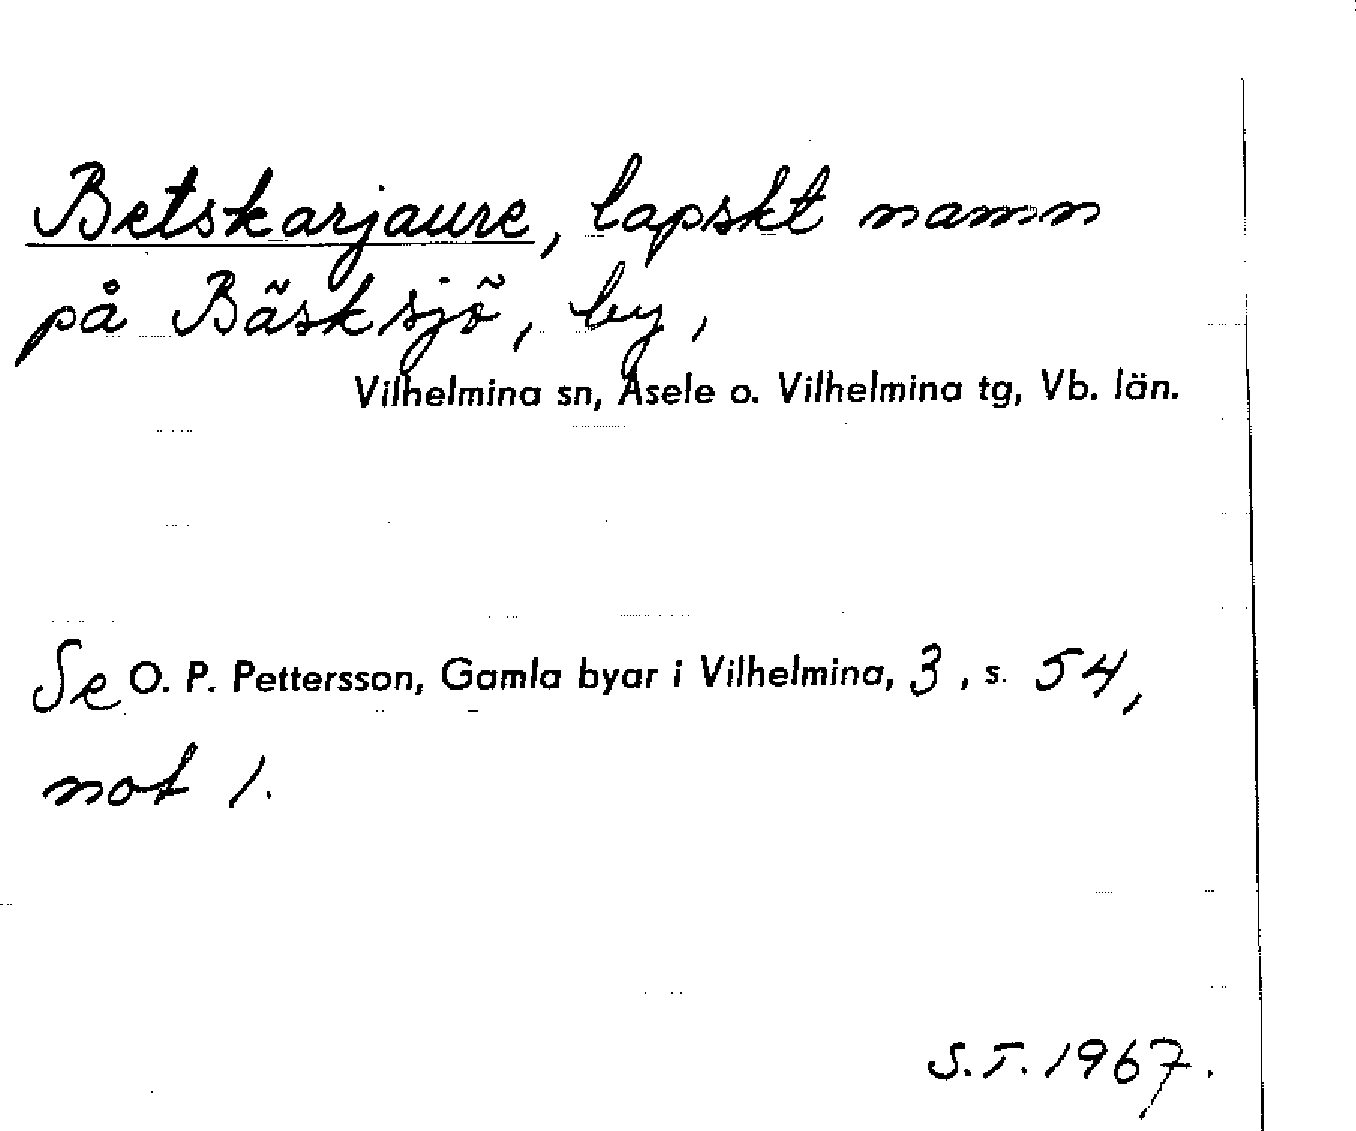 Betskarjaure, lapskt namn
på Bäsksjö, by,
Vilhelmina sn, Åsele o. Vilhelmina tg, Vb. län.
Se O. P. Pettersson, Gamla byar i Vilhelmina, 3, s. 54,
not 1.
S.T. 1967.